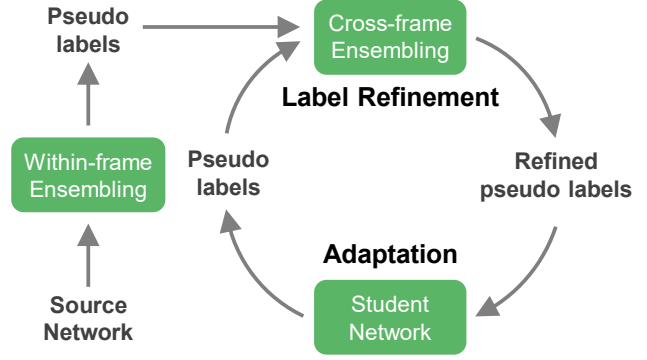 Pseudo
labels
Cross-frame
Ensembling
Label Refinement
Within-frame
Ensembling
Pseudo
labels
Refined
pseudo labels
Adaptation
Source
Network
Student
Network